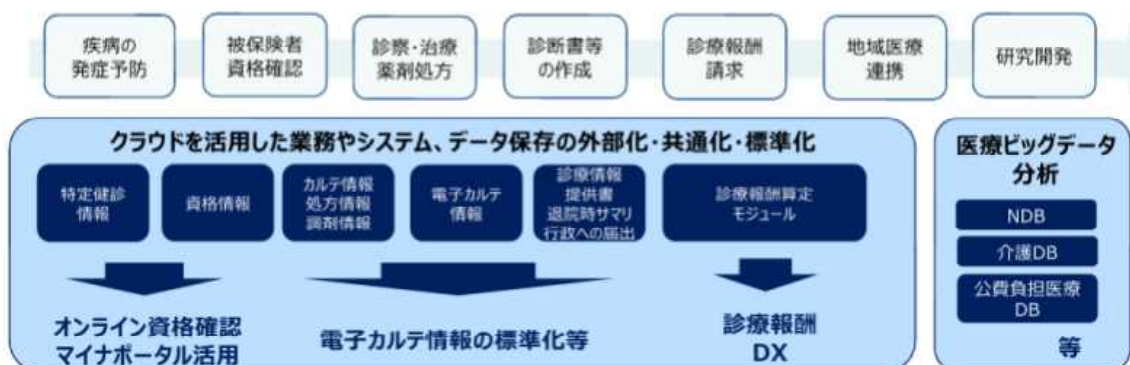 疾病の
発症予防
被保険者
資格確認
診察・治療
薬剤処方
診断書等
の作成
診療報酬
請求
地域医療
連携
研究開発
クラウドを活用した業務やシステム、データ保存の外部化・共通化・標準化
特定健診
情報
資格情報
カルテ情報
処方情報
調剤情報
電子カルテ
情報
診療情報
提供書
退院時サマリ
行政への届出
診療報酬算定
モジュール
オンライン資格確認
マイナポータル活用
電子カルテ情報の標準化等
診療報酬
DX
医療ビッグデータ
分析
NDB
介護DB
公費負担医療
DB
等